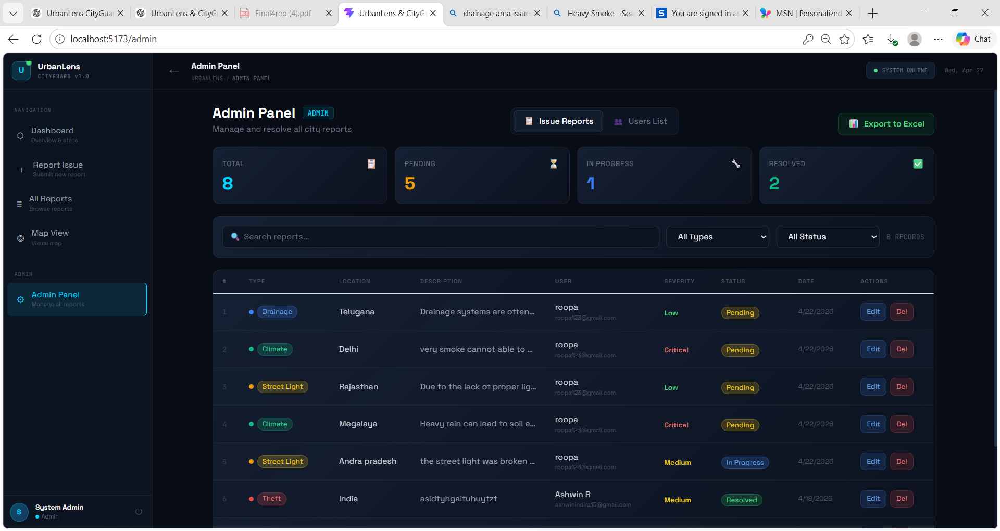 UrbanLens CityGuar
UrbanLens & CityG
Final4rep (4).pdf
UrbanLens & CityG
drainage area issue
Heavy Smoke - Sea
You are signed in as
MSN | Personalized
localhost:5173/admin
Chat
U
UrbanLens
CITYGUARD v1.0
NAVIGATION
Dashboard
Overview & stats
Report Issue
Submit new report
All Reports
Browse reports
Map View
Visual map
ADMIN
Admin Panel
Manage all reports
S
System Admin
Admin
Admin Panel
URBANLENS / ADMIN PANEL
SYSTEM ONLINE
Wed, Apr 22
Admin Panel ADMIN
Manage and resolve all city reports
Issue Reports
Users List
Export to Excel
TOTAL
8
PENDING
5
IN PROGRESS
1
RESOLVED
2
Search reports...
All Types
All Status
8 RECORDS
# TYPE LOCATION DESCRIPTION USER SEVERITY STATUS DATE ACTIONS
1 Drainage Telugana Drainage systems are often... roopa Low Pending 4/22/2026 Edit Del
roopa123@gmail.com
2 Climate Delhi very smoke cannot able to ... roopa Critical Pending 4/22/2026 Edit Del
roopa123@gmail.com
3 Street Light Rajasthan Due to the lack of proper lig... roopa Low Pending 4/22/2026 Edit Del
roopa123@gmail.com
4 Climate Megalaya Heavy rain can lead to soil e... roopa Critical Pending 4/22/2026 Edit Del
roopa123@gmail.com
5 Street Light Andra pradesh the street light was broken ... roopa Medium In Progress 4/22/2026 Edit Del
roopa123@gmail.com
6 Theft India asidfyhgaifuhuyfzf Ashwin R Medium Resolved 4/18/2026 Edit Del
ashwinindira15@gmail.com